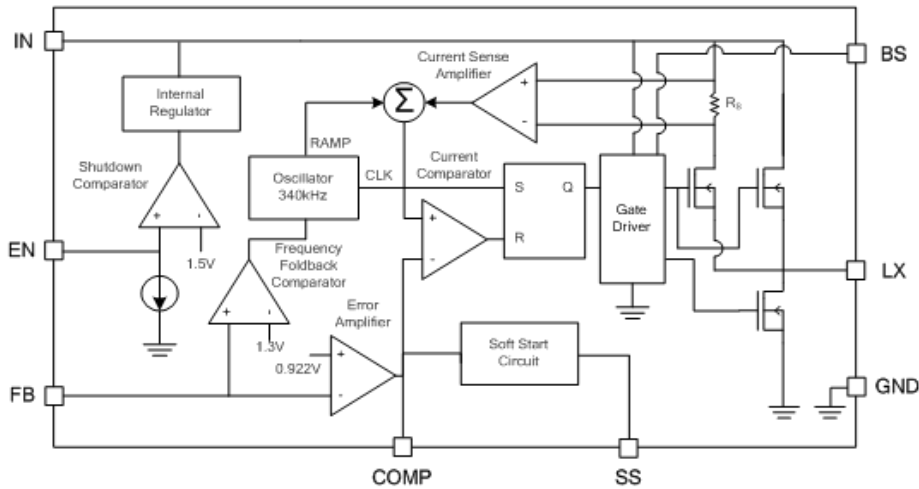 IN
Internal
Regulator
Shutdown
Comparator
+
-
1.5V
EN
FB
RAMP
Oscillator
340kHz
CLK
Frequency
Foldback
Comparator
+
-
1.3V
0.922V
Error
Amplifier
+
-
Σ
Current Sense
Amplifier
+
-
Current
Comparator
+
-
S
Q
R
Gate
Driver
Soft Start
Circuit
BS
LX
GND
COMP
SS